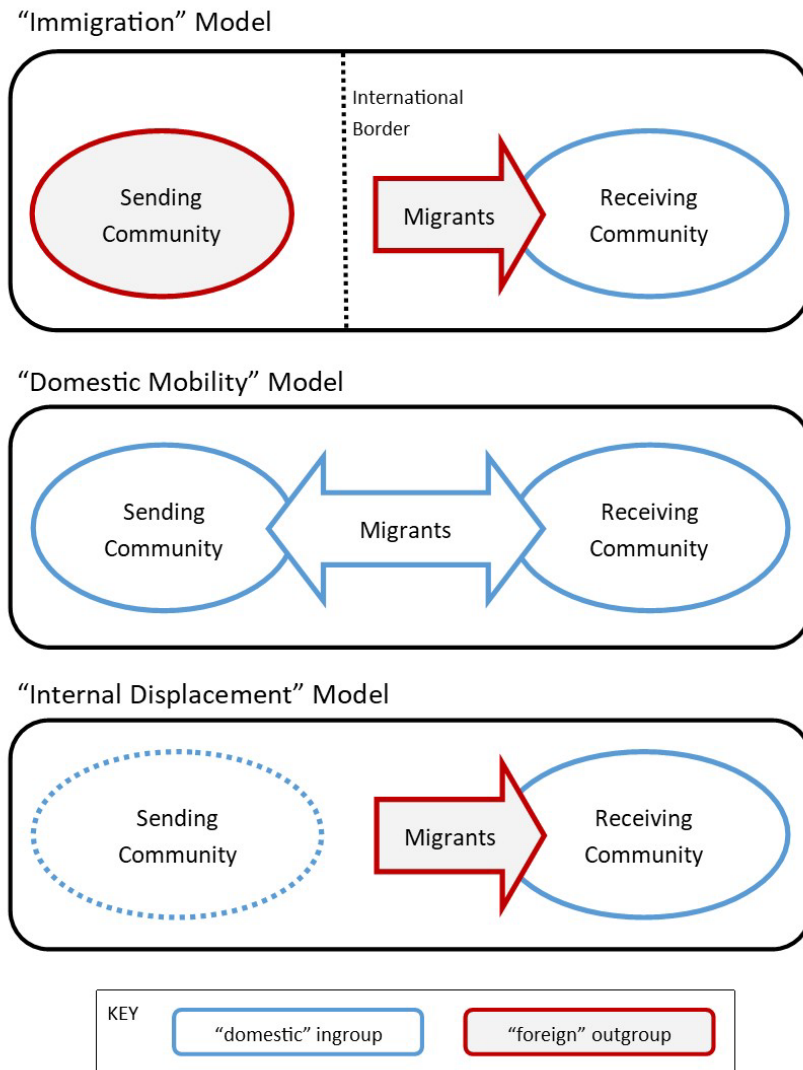 “Immigration” Model
International
Border
Sending
Community
Migrants
Receiving
Community
“Domestic Mobility” Model
Sending
Community
Migrants
Receiving
Community
“Internal Displacement” Model
Sending
Community
Migrants
Receiving
Community
KEY
“domestic” ingroup
“foreign” outgroup